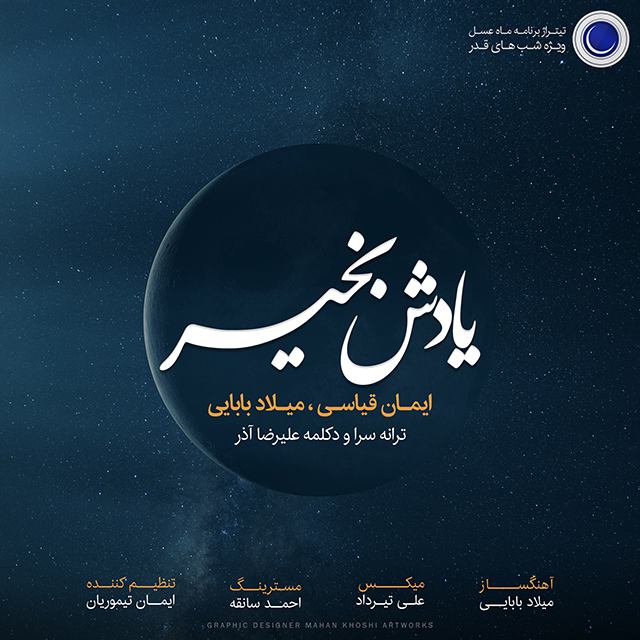 تیتراژ برنامه ماه عسل
ویژه شب های قدر
یادش بخیر
ایمان قیاسی ، میلاد بابایی
ترانه سرا و دکلمه علیرضا آذر
آهنگساز
میلاد بابایی
میکس
علی تیرداد
مسترینگ
احمد سانقه
تنظیم کننده
ایمان تیموریان
GRAPHIC DESIGNER MAHAN KHOSHI ARTWORKS